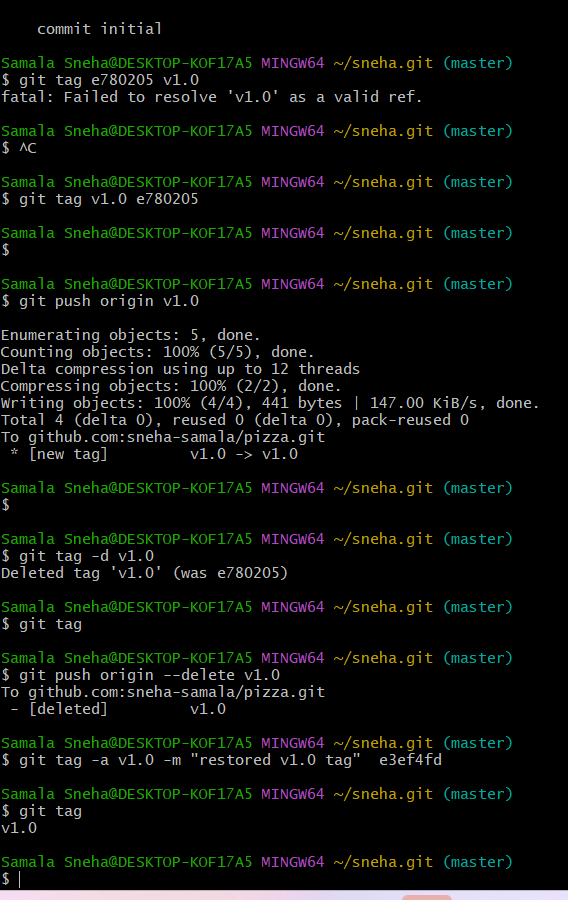 commit initial
Samala Sneha@DESKTOP-KOF17A5 MINGW64 ~/sneha.git (master)
$ git tag e780205 v1.0
fatal: Failed to resolve 'v1.0' as a valid ref.
Samala Sneha@DESKTOP-KOF17A5 MINGW64 ~/sneha.git (master)
$ ^C
Samala Sneha@DESKTOP-KOF17A5 MINGW64 ~/sneha.git (master)
$ git tag v1.0 e780205
Samala Sneha@DESKTOP-KOF17A5 MINGW64 ~/sneha.git (master)
$
Samala Sneha@DESKTOP-KOF17A5 MINGW64 ~/sneha.git (master)
$ git push origin v1.0
Enumerating objects: 5, done.
Counting objects: 100% (5/5), done.
Delta compression using up to 12 threads
Compressing objects: 100% (2/2), done.
Writing objects: 100% (4/4), 441 bytes | 147.00 KiB/s, done.
Total 4 (delta 0), reused 0 (delta 0), pack-reused 0
To github.com:sneha-samala/pizza.git
 * [new tag]         v1.0 -> v1.0
Samala Sneha@DESKTOP-KOF17A5 MINGW64 ~/sneha.git (master)
$
Samala Sneha@DESKTOP-KOF17A5 MINGW64 ~/sneha.git (master)
$ git tag -d v1.0
Deleted tag 'v1.0' (was e780205)
Samala Sneha@DESKTOP-KOF17A5 MINGW64 ~/sneha.git (master)
$ git tag
Samala Sneha@DESKTOP-KOF17A5 MINGW64 ~/sneha.git (master)
$ git push origin --delete v1.0
To github.com:sneha-samala/pizza.git
 - [deleted]         v1.0
Samala Sneha@DESKTOP-KOF17A5 MINGW64 ~/sneha.git (master)
$ git tag -a v1.0 -m "restored v1.0 tag"  e3ef4fd
Samala Sneha@DESKTOP-KOF17A5 MINGW64 ~/sneha.git (master)
$ git tag
v1.0
Samala Sneha@DESKTOP-KOF17A5 MINGW64 ~/sneha.git (master)
$